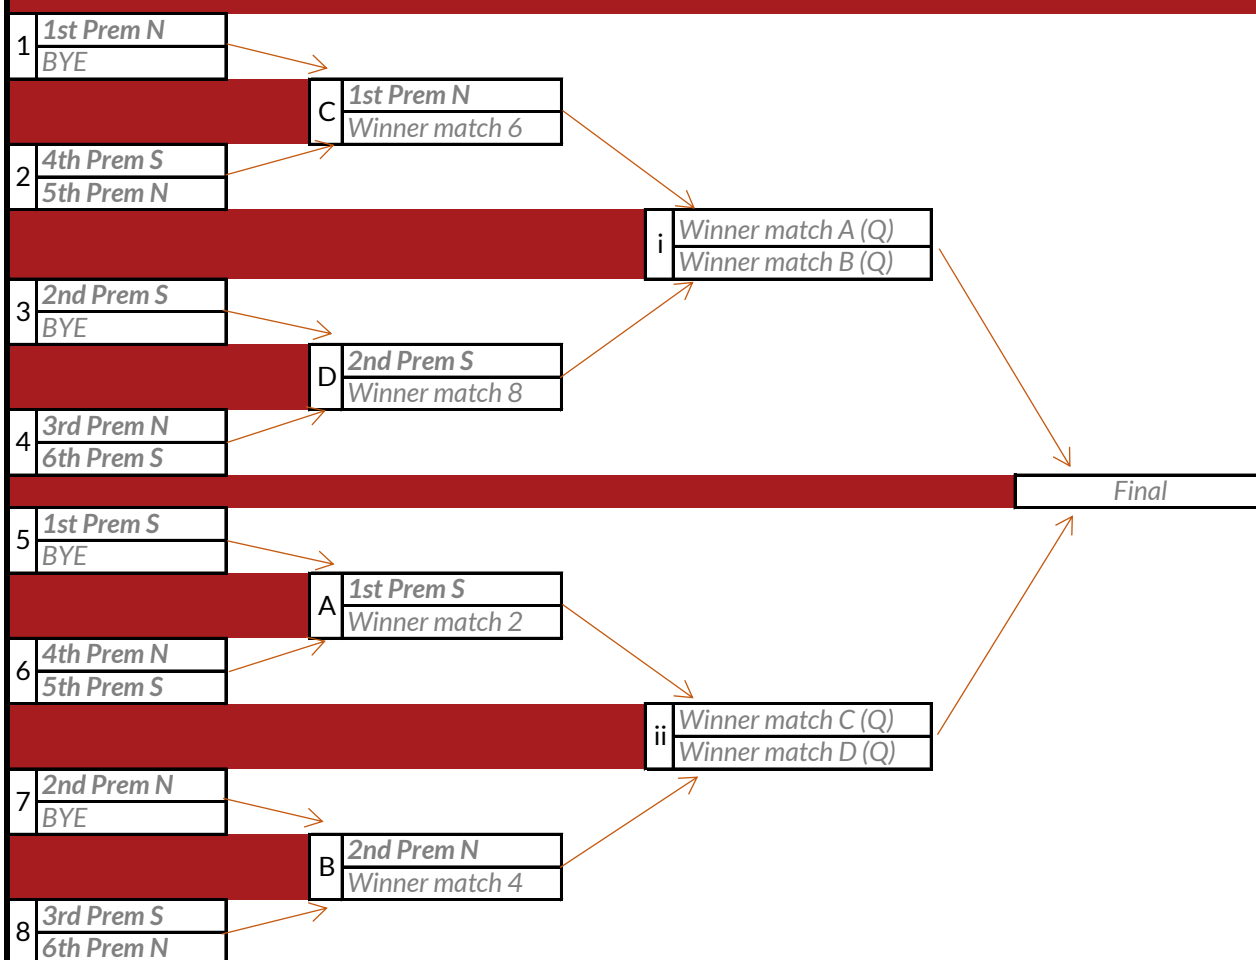 1
1st Prem N
BYE
C
1st Prem N
Winner match 6
2
4th Prem S
5th Prem N
i
Winner match A (Q)
Winner match B (Q)
3
2nd Prem S
BYE
D
2nd Prem S
Winner match 8
4
3rd Prem N
6th Prem S
Final
5
1st Prem S
BYE
A
1st Prem S
Winner match 2
6
4th Prem N
5th Prem S
ii
Winner match C (Q)
Winner match D (Q)
7
2nd Prem N
BYE
B
2nd Prem N
Winner match 4
8
3rd Prem S
6th Prem N